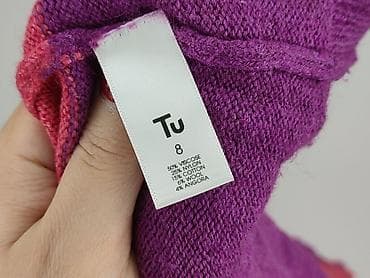 Tu
8
50% VISCOSE
25% NYLON
15% COTTON
6% WOOL
4% ANGORA